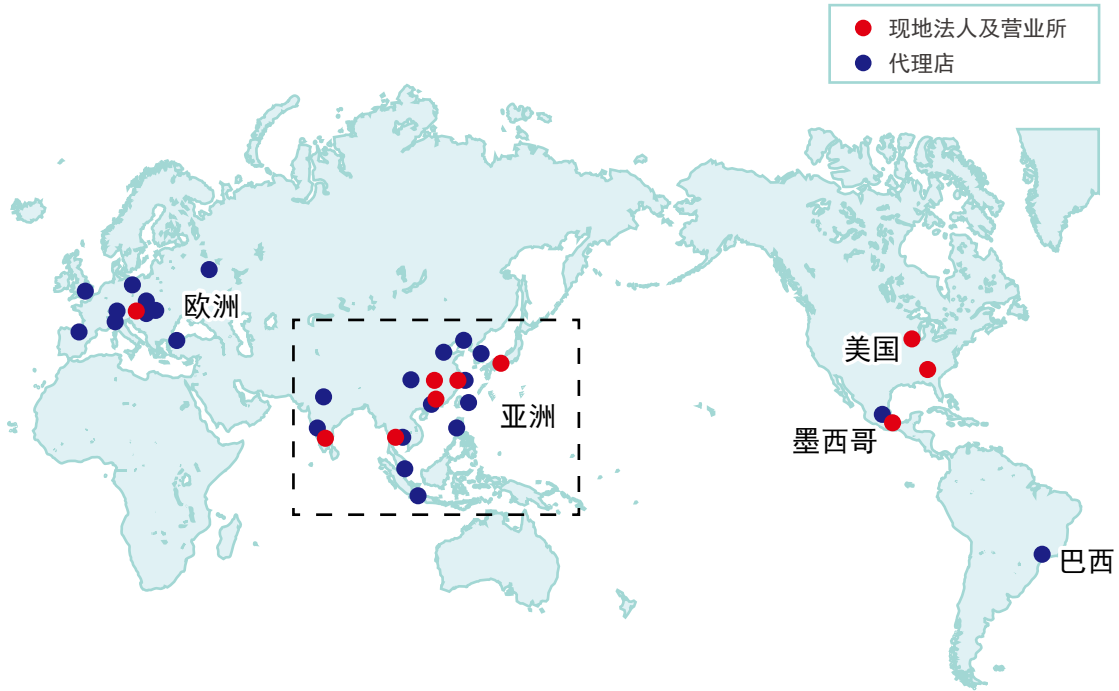 现地法人及营业所
代理店
欧洲
美国
亚洲
墨西哥
巴西